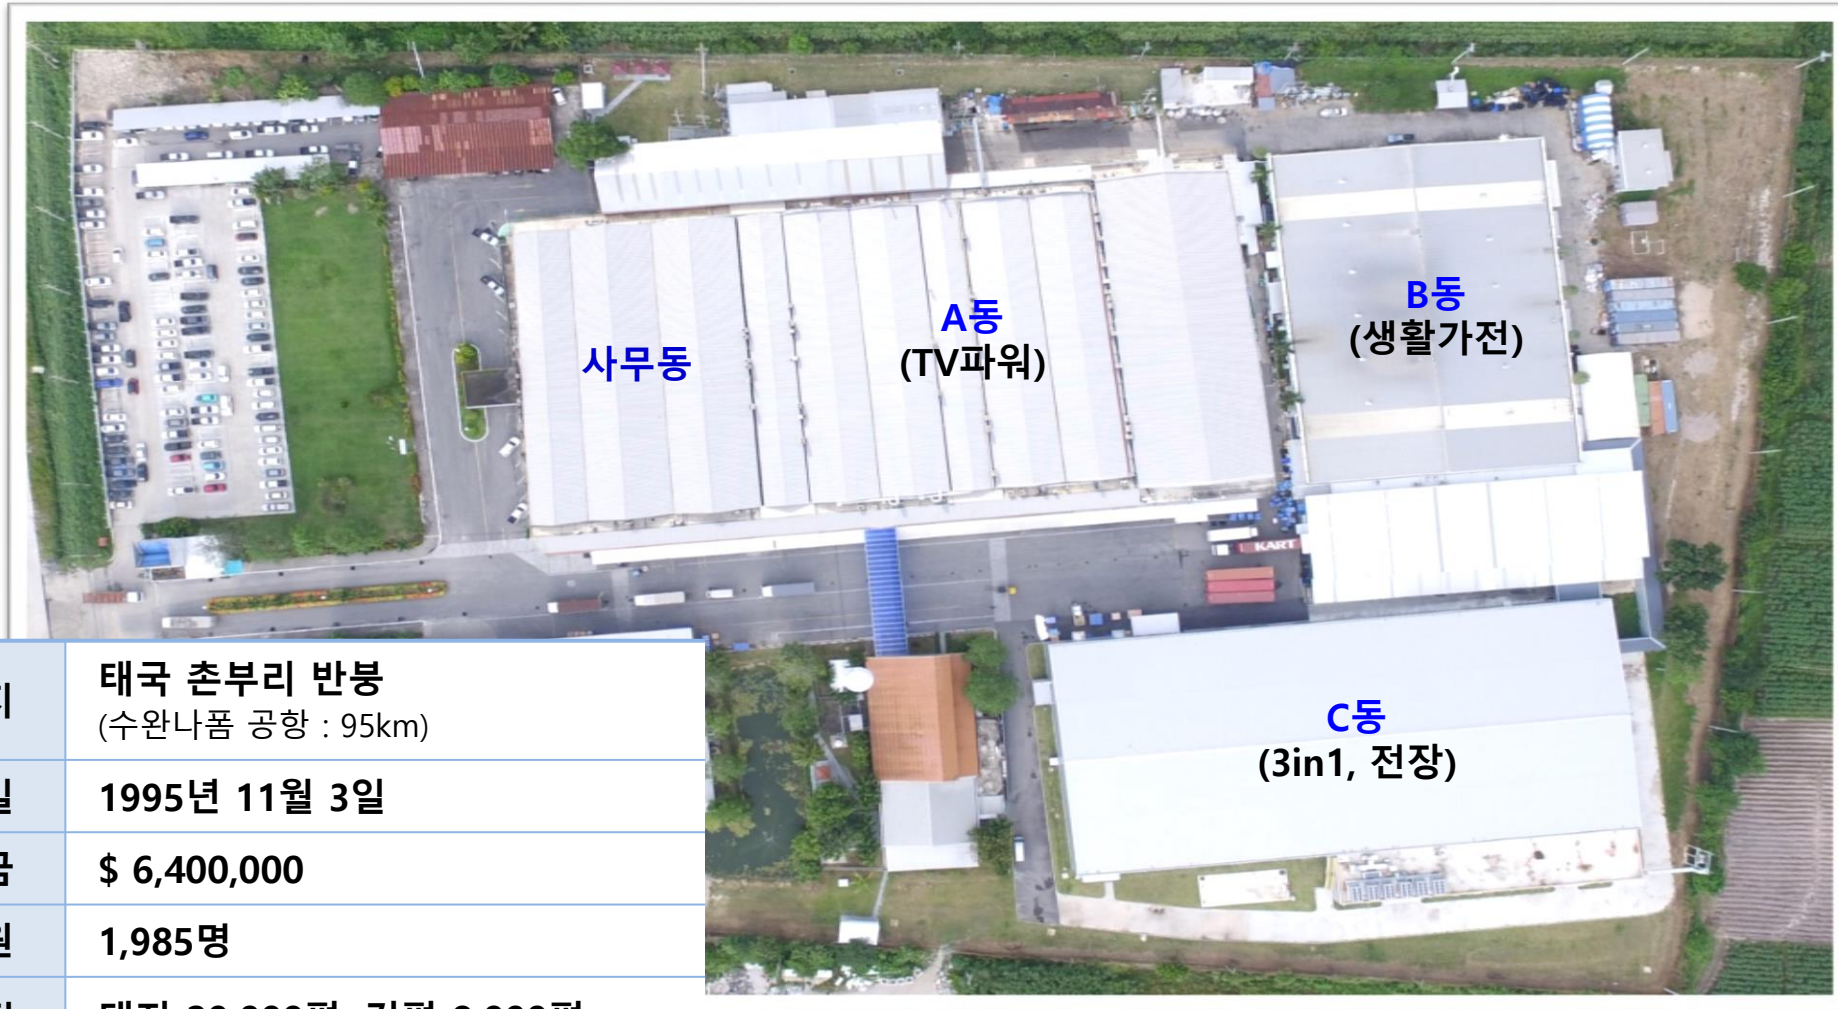 사무동
A동
(TV파워)
B동
(생활가전)
KART
C동
(3in1, 전장)
태국 촌부리 반붕
(수완나폼 공항 : 95km)
1995년 11월 3일
$ 6,400,000
1,985명